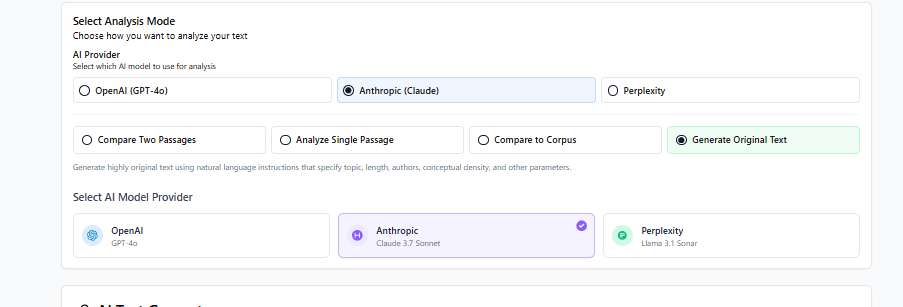 Select Analysis Mode
Choose how you want to analyze your text
AI Provider
Select which AI model to use for analysis
OpenAI (GPT-4o) Anthropic (Claude) Perplexity
Compare Two Passages Analyze Single Passage Compare to Corpus Generate Original Text
Generate highly original text using natural language instructions that specify topic, length, authors, conceptual density, and other parameters.
Select AI Model Provider
OpenAI Anthropic Perplexity
GPT-4o Claude 3.7 Sonnet Llama 3.1 Sonar